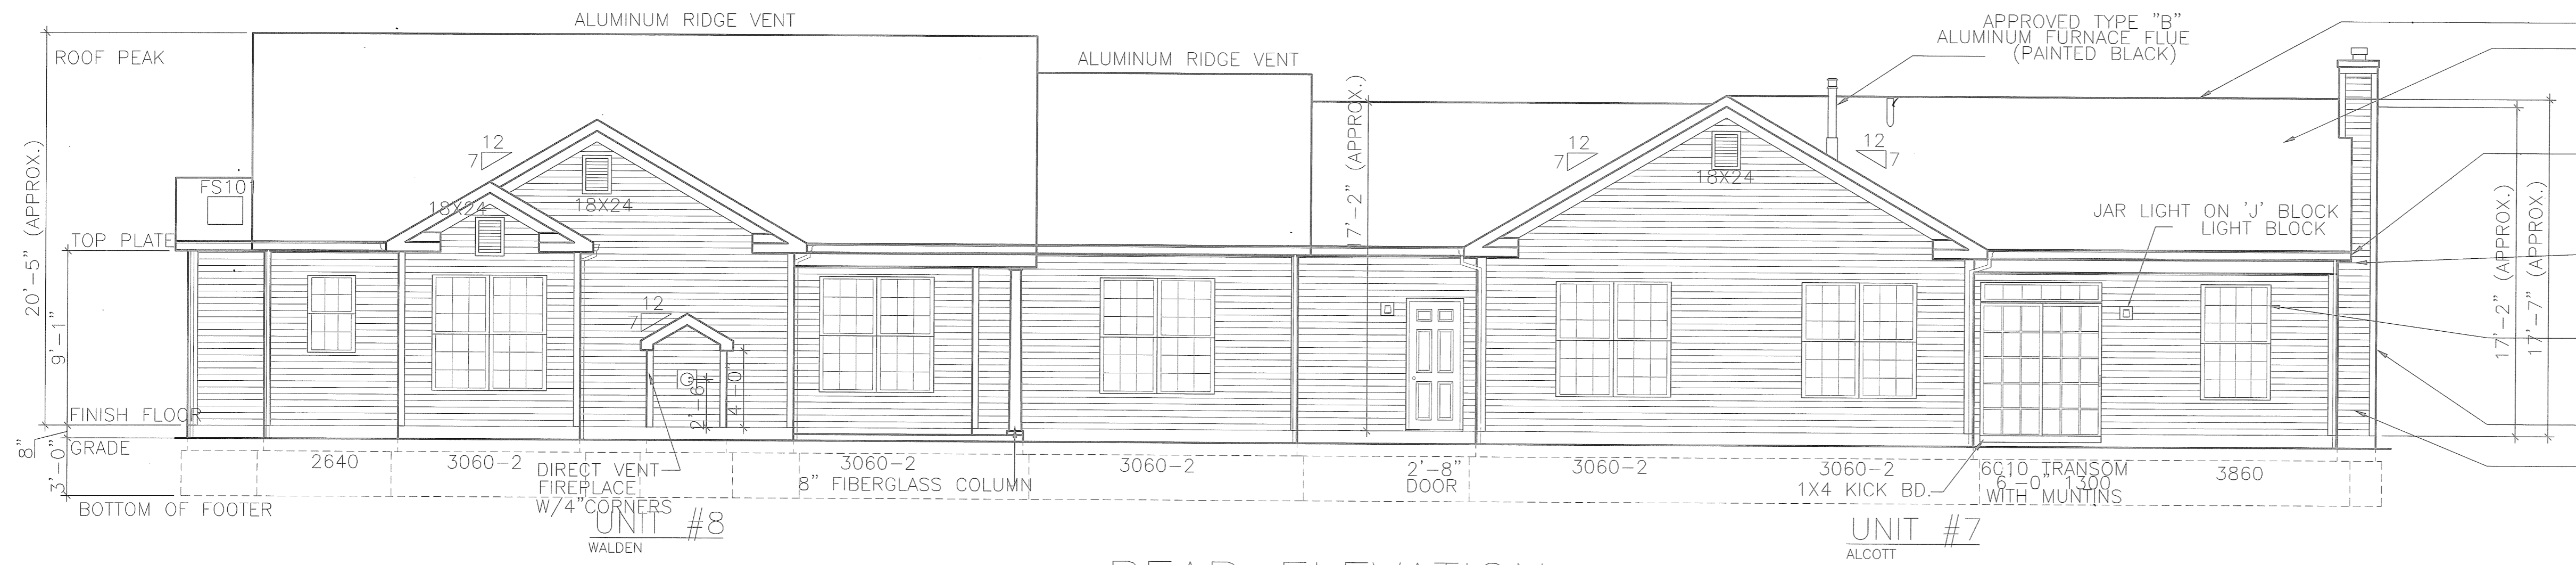 ALUMINUM RIDGE VENT
ROOF PEAK
ALUMINUM RIDGE VENT
APPROVED TYPE "B"
ALUMINUM FURNACE FLUE
(PAINTED BLACK)
20'-5" (APPROX.)
17'-2" (APPROX.)
12
7
12
7
12
7
FS101
18X24
18X24
18X24
TOP PLATE
JAR LIGHT ON 'J' BLOCK
LIGHT BLOCK
17'-2" (APPROX.)
17'-7" (APPROX.)
9'-1"
12
7
2'-6"
4'-0"
FINISH FLOOR
8"
GRADE
3'-0"
BOTTOM OF FOOTER
2640
3060-2
DIRECT VENT
FIREPLACE
W/4"CORNERS
3060-2
8" FIBERGLASS COLUMN
3060-2
2'-8"
DOOR
3060-2
3060-2
1X4 KICK BD.
6010 TRANSOM
6'-0" 1300
WITH MUNTINS
3860
UNIT #8
WALDEN
UNIT #7
ALCOTT
REAR ELEVATION